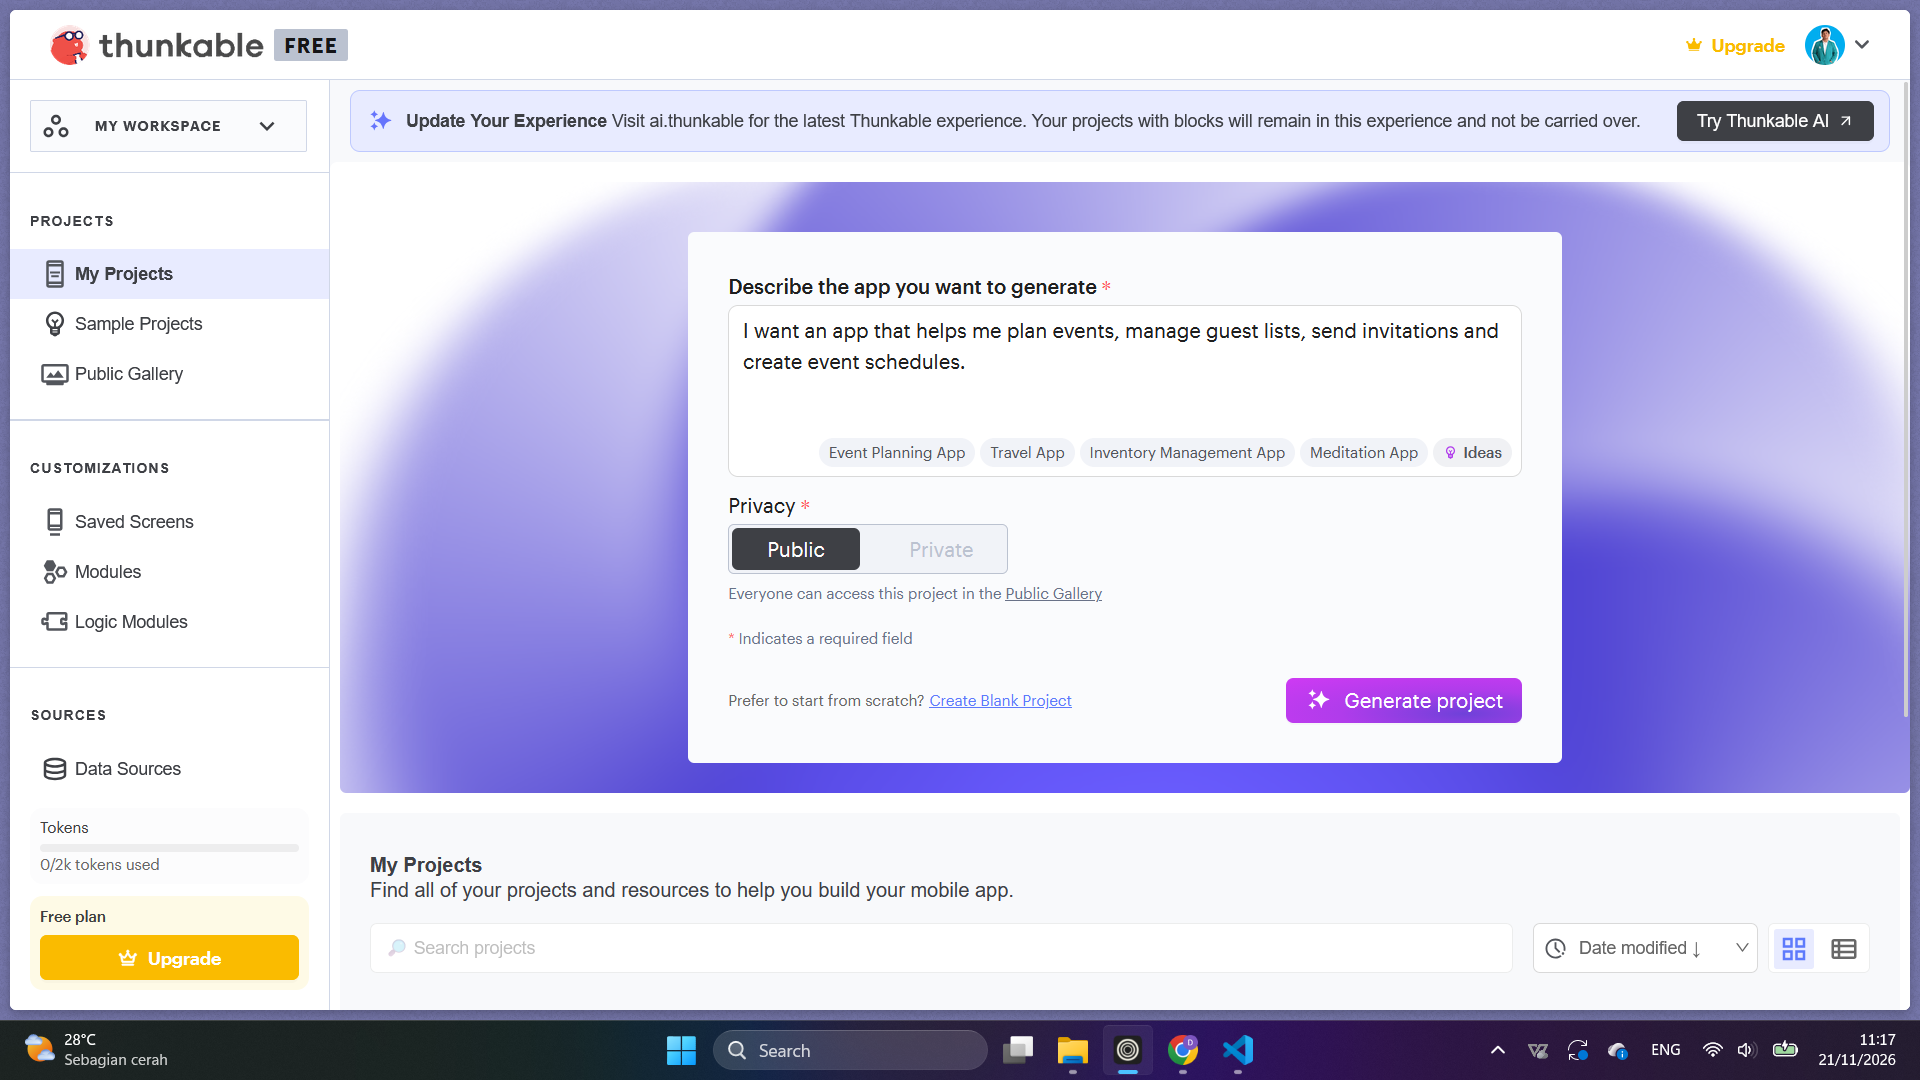 thunkable FREE
Upgrade
MY WORKSPACE
Update Your Experience Visit ai.thunkable for the latest Thunkable experience. Your projects with blocks will remain in this experience and not be carried over.
Try Thunkable AI
PROJECTS
My Projects
Sample Projects
Public Gallery
CUSTOMIZATIONS
Saved Screens
Modules
Logic Modules
SOURCES
Data Sources
Tokens
0/2k tokens used
Free plan
Upgrade
Describe the app you want to generate *
I want an app that helps me plan events, manage guest lists, send invitations and
create event schedules.
Event Planning App
Travel App
Inventory Management App
Meditation App
Ideas
Privacy *
Public
Private
Everyone can access this project in the Public Gallery
* Indicates a required field
Prefer to start from scratch? Create Blank Project
Generate project
My Projects
Find all of your projects and resources to help you build your mobile app.
Search projects
Date modified ↓
28°C
Sebagian cerah
Search
ENG
11:17
21/11/2026